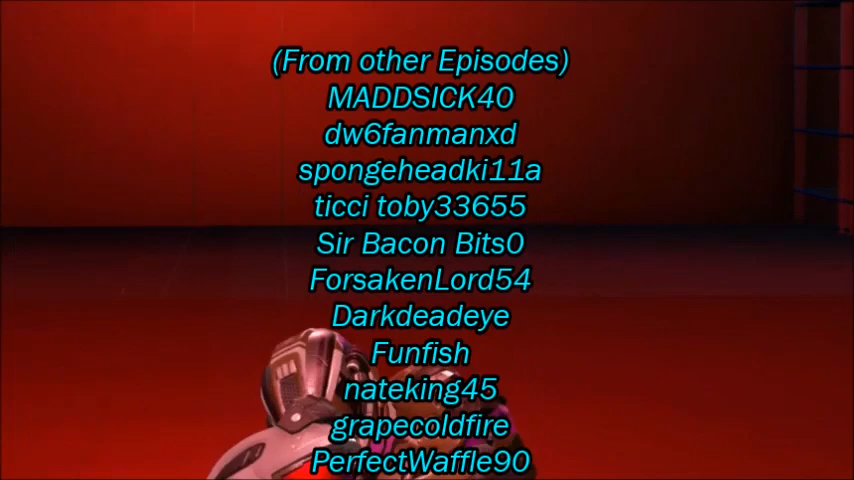 (From other Episodes)
MADDSICK40
dw6fanmanxd
spongeheadki11a
ticci toby33655
Sir Bacon Bits0
ForsakenLord54
Darkdeadeye
Funfish
nateking45
grapecoldfire
PerfectWaffle90